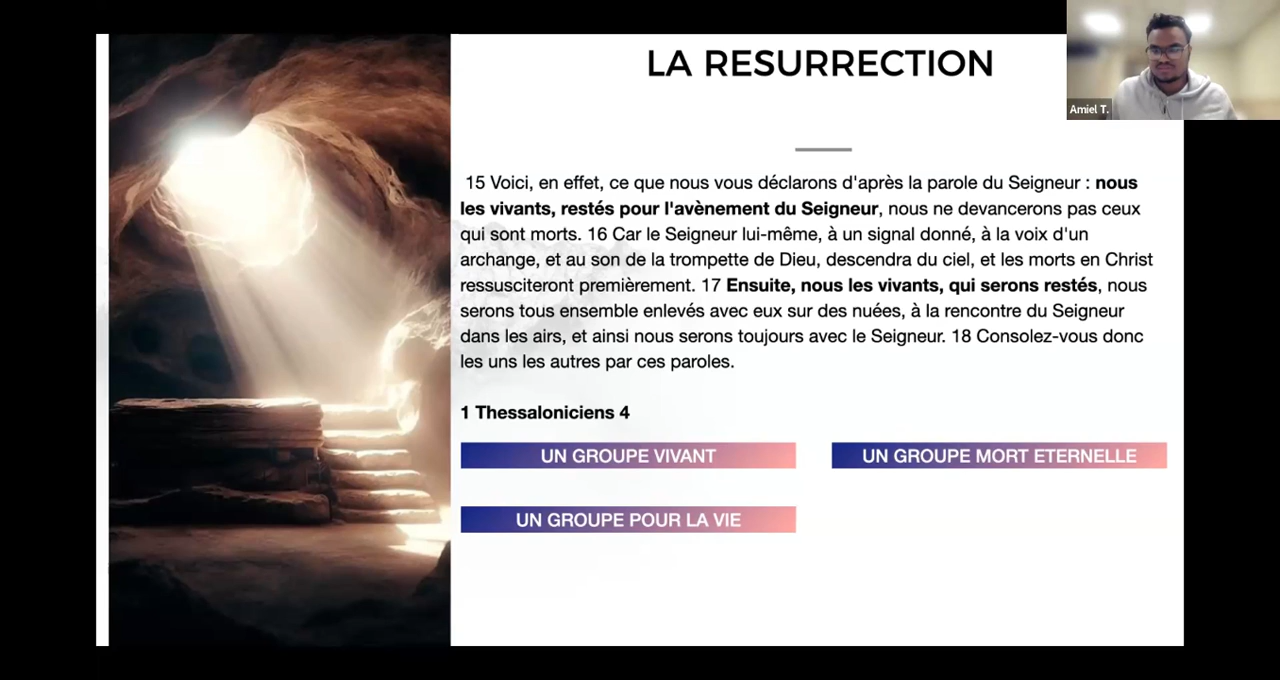 LA RESURRECTION
Amiel T.
15 Voici, en effet, ce que nous vous déclarons d'après la parole du Seigneur : nous
les vivants, restés pour l'avènement du Seigneur, nous ne devancerons pas ceux
qui sont morts. 16 Car le Seigneur lui-même, à un signal donné, à la voix d'un
archange, et au son de la trompette de Dieu, descendra du ciel, et les morts en Christ
ressusciteront premièrement. 17 Ensuite, nous les vivants, qui serons restés, nous
serons tous ensemble enlevés avec eux sur des nuées, à la rencontre du Seigneur
dans les airs, et ainsi nous serons toujours avec le Seigneur. 18 Consolez-vous donc
les uns les autres par ces paroles.
1 Thessaloniciens 4
UN GROUPE VIVANT
UN GROUPE MORT ETERNELLE
UN GROUPE POUR LA VIE